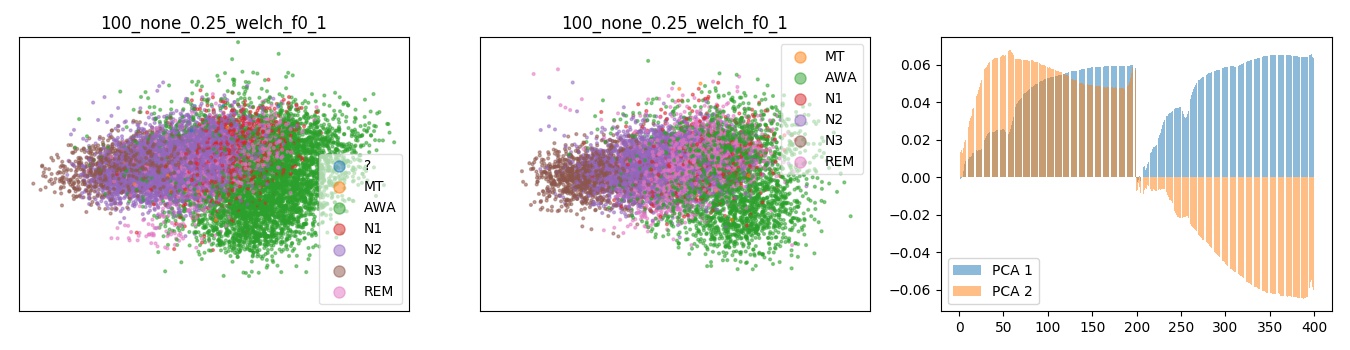 100_none_0.25_welch_f0_1
?
MT
AWA
N1
N2
N3
REM
100_none_0.25_welch_f0_1
MT
AWA
N1
N2
N3
REM
0.06
0.04
0.02
0.00
−0.02
−0.04
−0.06
PCA 1
PCA 2
0 50 100 150 200 250 300 350 400